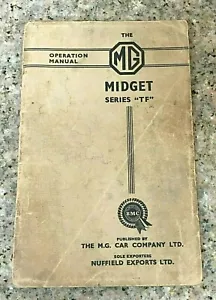 THE
OPERATION
MANUAL
MG
MIDGET
SERIES "TF"
BMC
PUBLISHED BY
THE M.G. CAR COMPANY LTD.
SOLE EXPORTERS
NUFFIELD EXPORTS LTD.